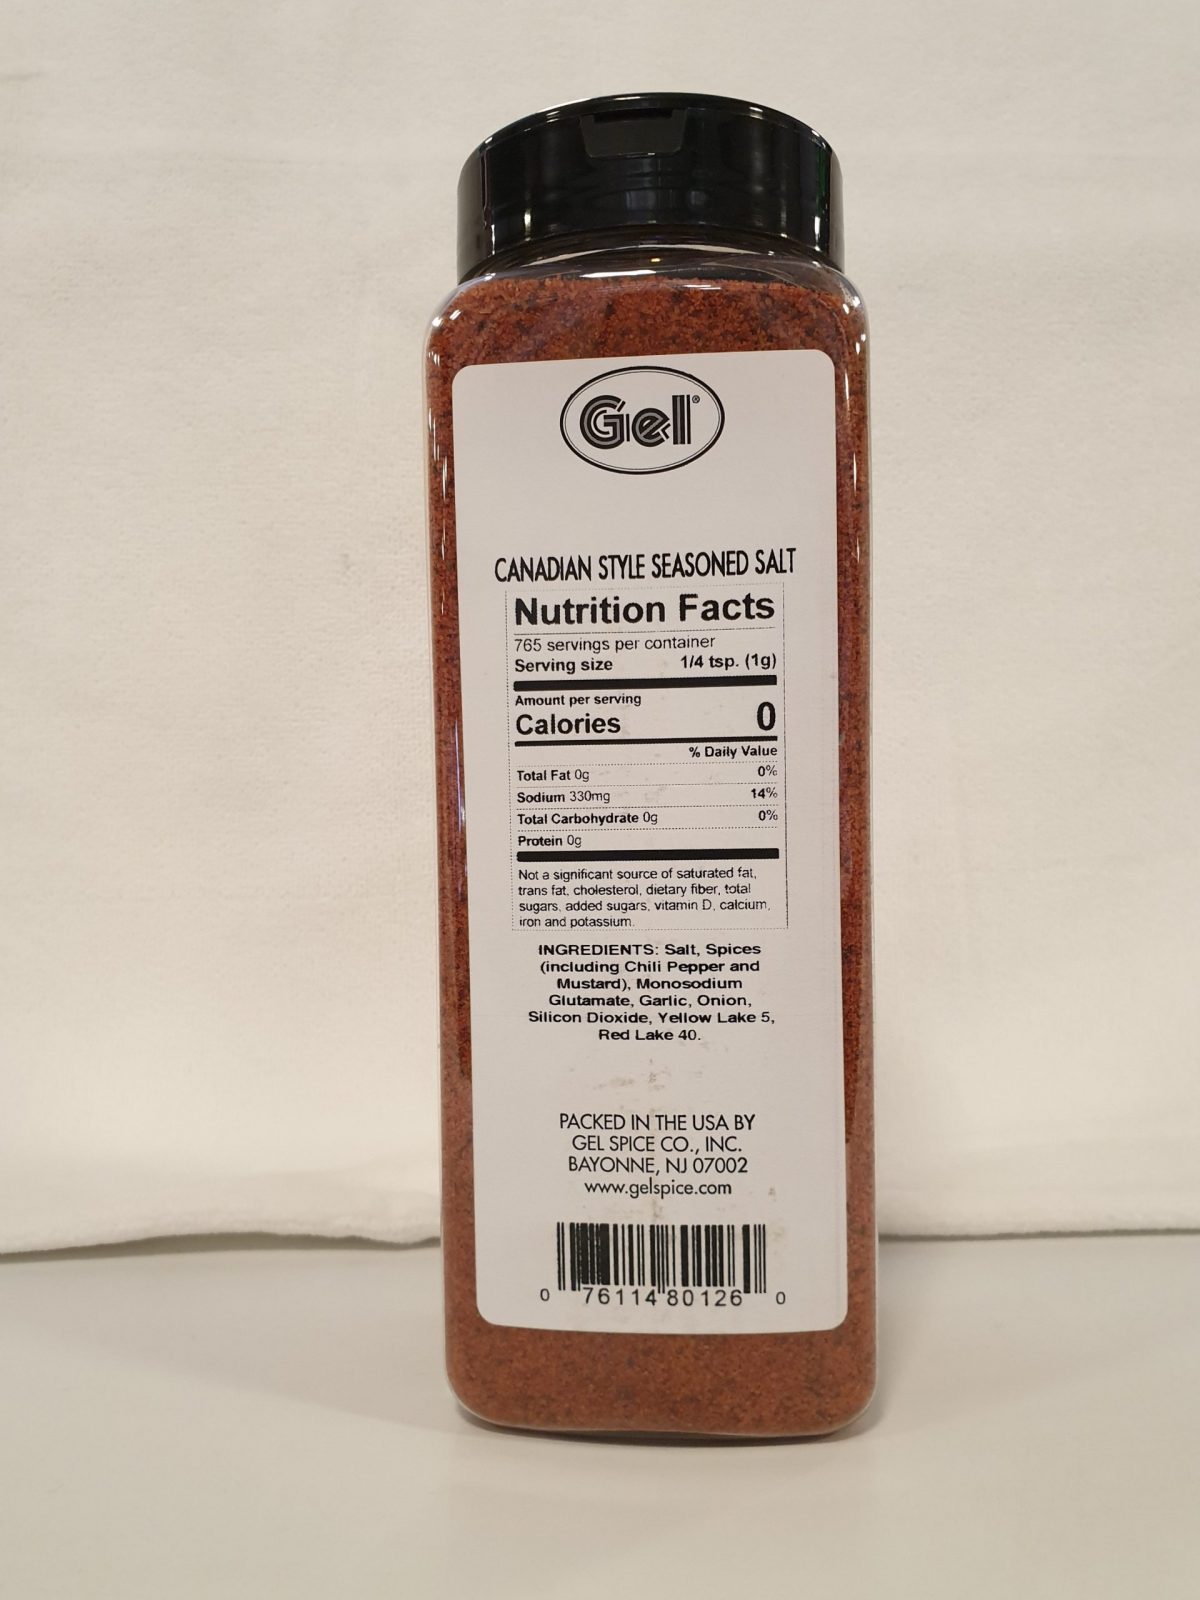 Gel®
CANADIAN STYLE SEASONED SALT
Nutrition Facts
765 servings per container
Serving size 1/4 tsp. (1g)
Amount per serving
Calories 0
% Daily Value
Total Fat 0g 0%
Sodium 330mg 14%
Total Carbohydrate 0g 0%
Protein 0g
Not a significant source of saturated fat,
trans fat, cholesterol, dietary fiber, total
sugars, added sugars, vitamin D, calcium,
iron and potassium.
INGREDIENTS: Salt, Spices
(including Chili Pepper and
Mustard), Monosodium
Glutamate, Garlic, Onion,
Silicon Dioxide, Yellow Lake 5,
Red Lake 40.
PACKED IN THE USA BY
GEL SPICE CO., INC.
BAYONNE, NJ 07002
www.gelspice.com
0 76114 80126 0